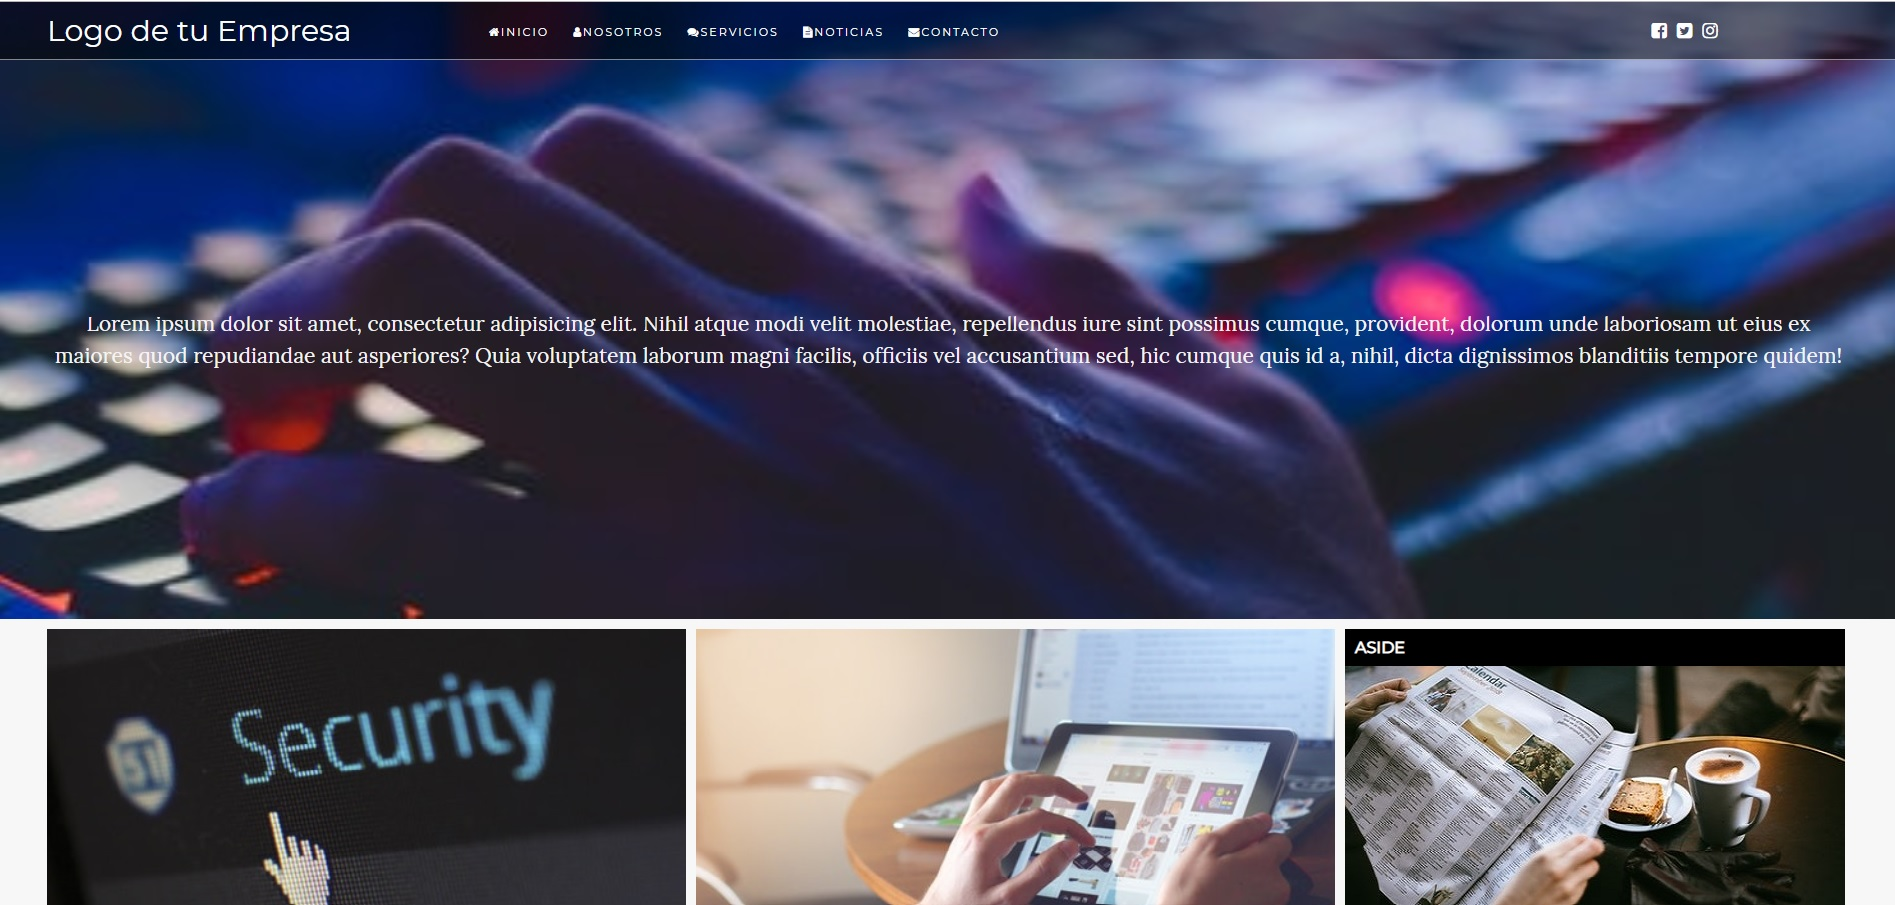 Logo de tu Empresa
INICIO NOSOTROS SERVICIOS NOTICIAS CONTACTO
Lorem ipsum dolor sit amet, consectetur adipisicing elit. Nihil atque modi velit molestiae, repellendus iure sint possimus cumque, provident, dolorum unde laboriosam ut eius ex
maiores quod repudiandae aut asperiores? Quia voluptatem laborum magni facilis, officiis vel accusantium sed, hic cumque quis id a, nihil, dicta dignissimos blanditiis tempore quidem!
51 Security
ASIDE
Calendar